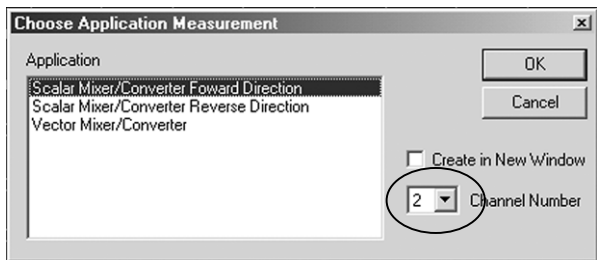 Choose Application Measurement
Application
Scalar Mixer/Converter Foward Direction
Scalar Mixer/Converter Reverse Direction
Vector Mixer/Converter
OK
Cancel
Create in New Window
2 Channel Number